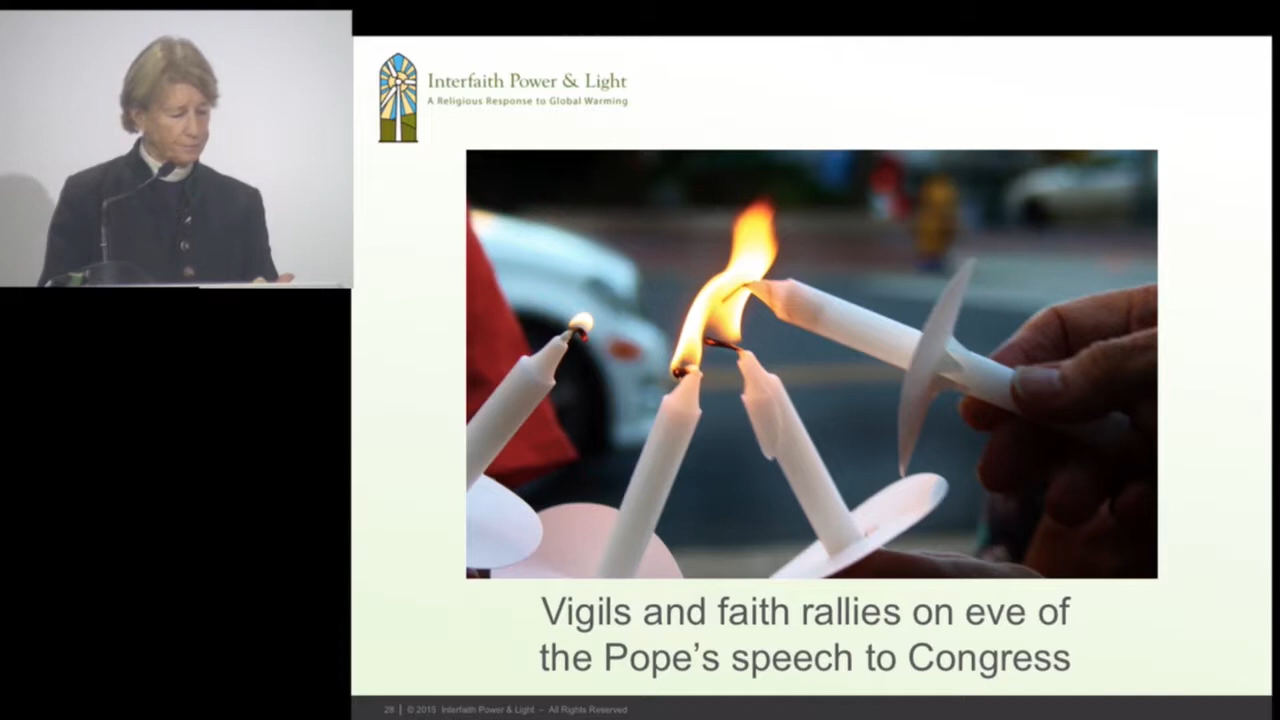 Interfaith Power & Light
A Religious Response to Global Warming
Vigils and faith rallies on eve of
the Pope's speech to Congress
28 | © 2015 Interfaith Power & Light – All Rights Reserved